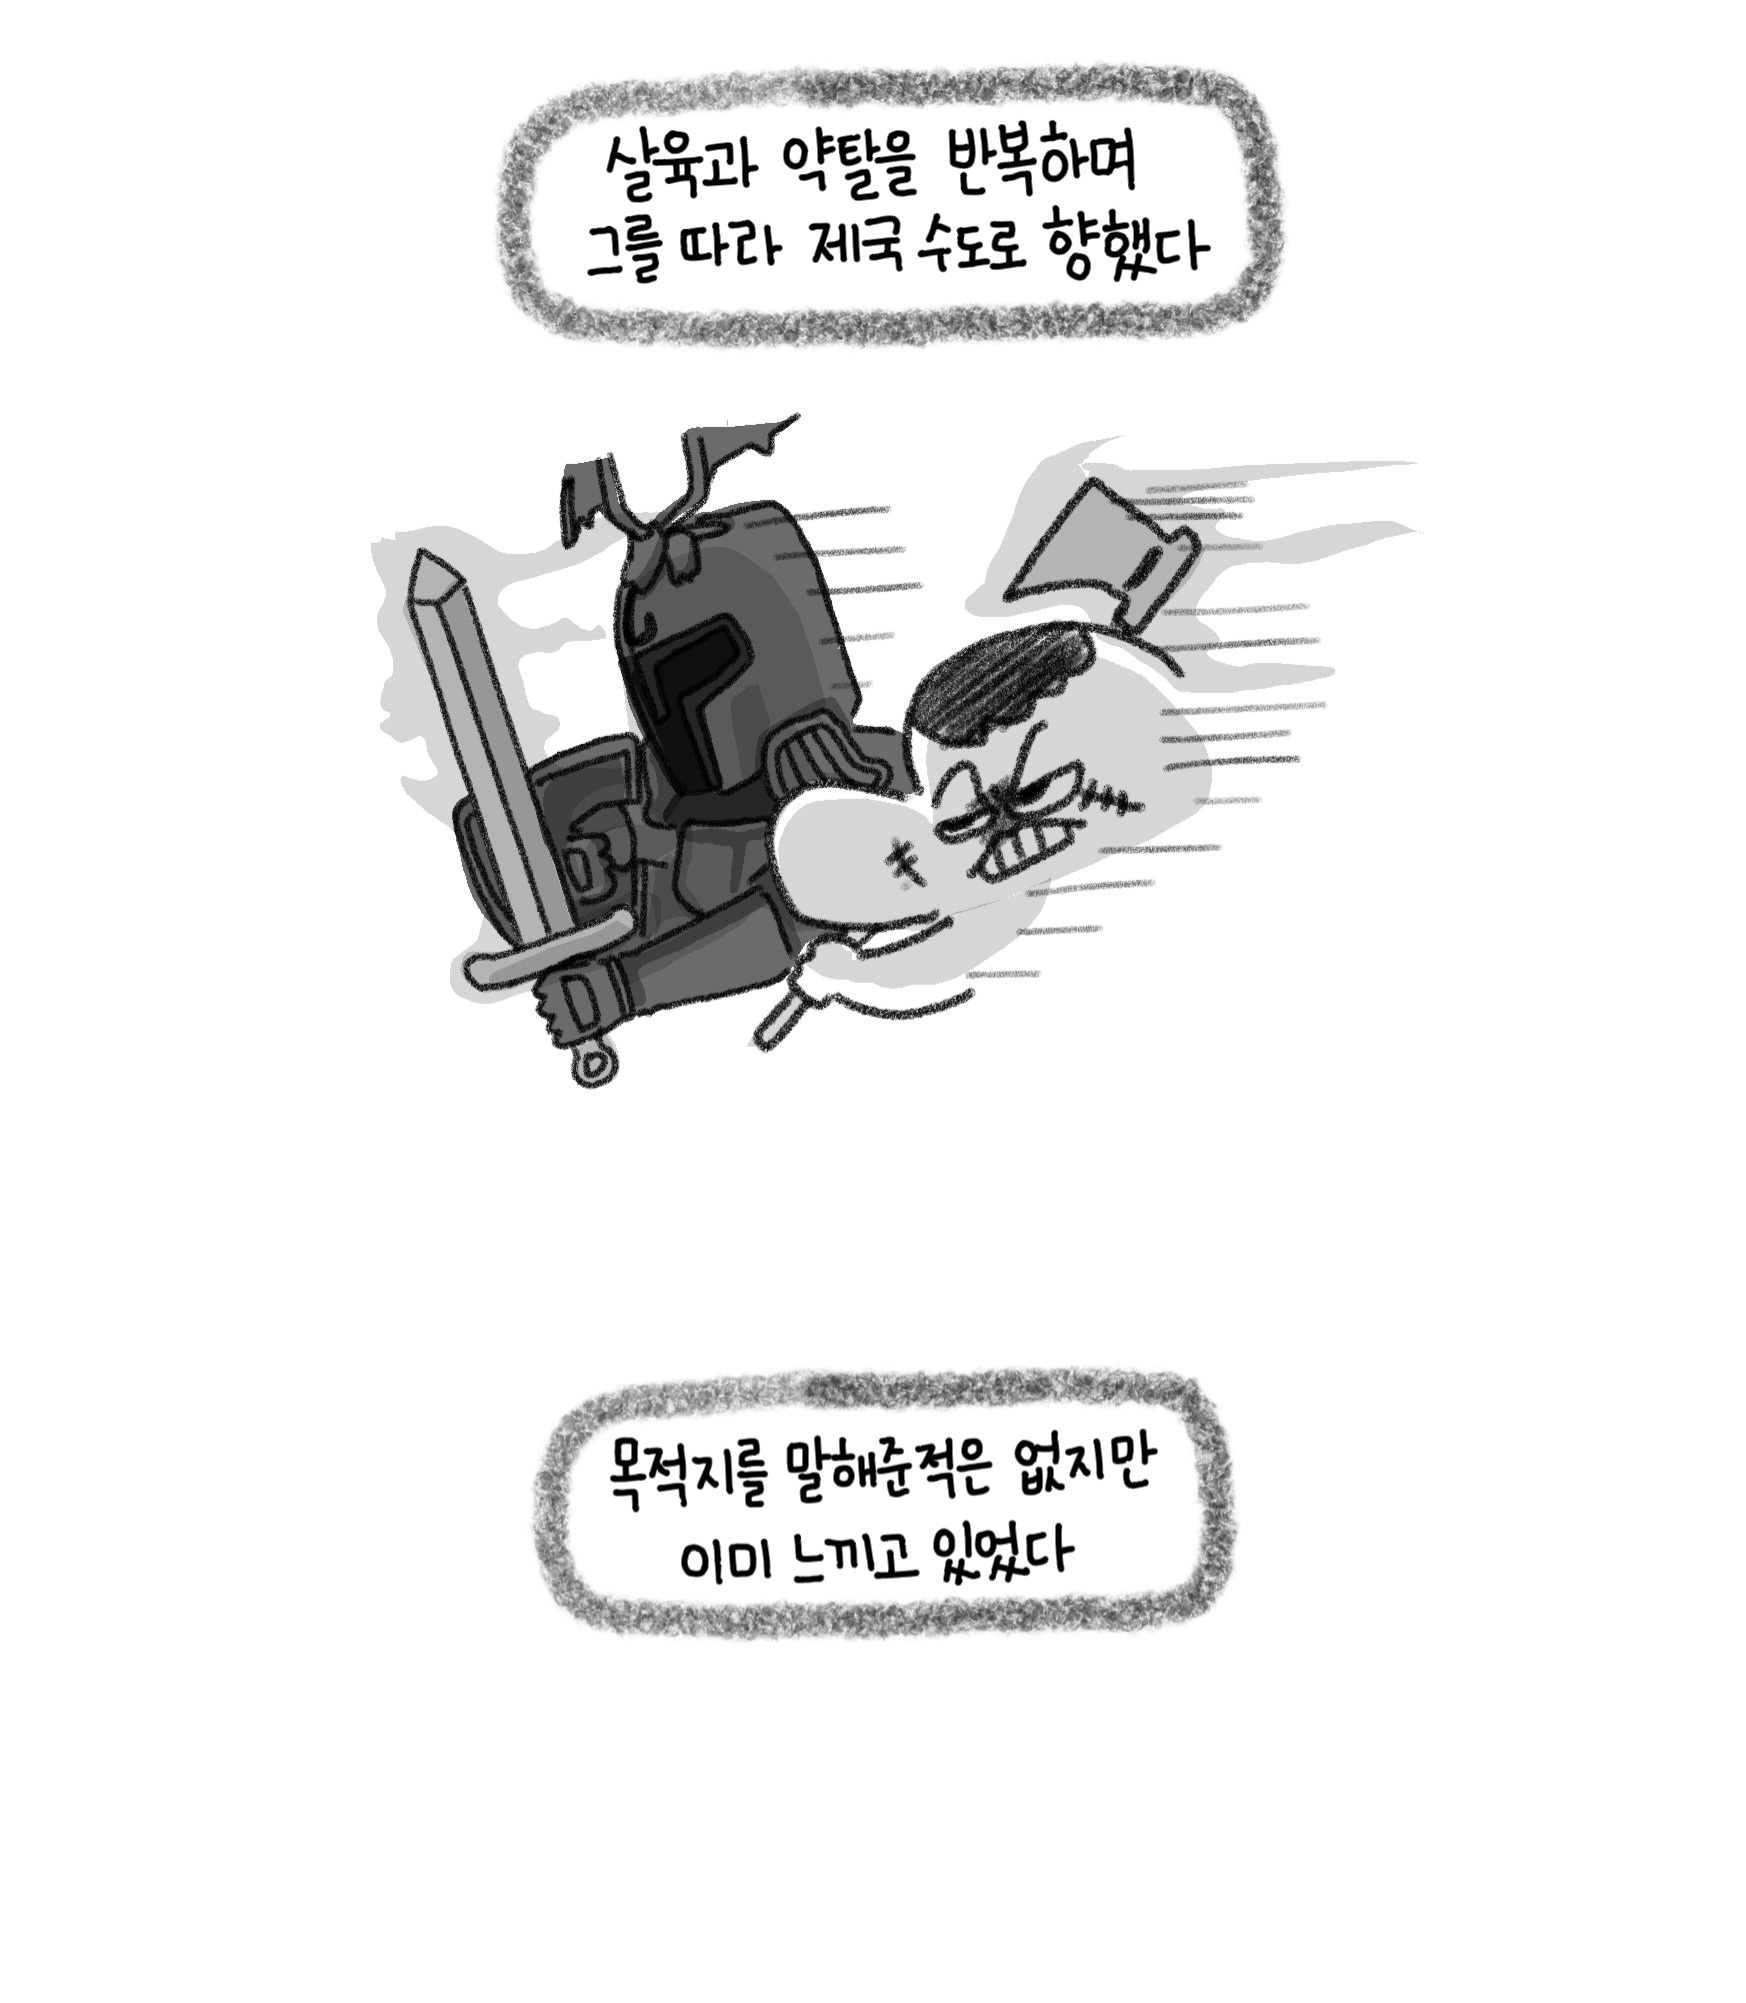 살육과 약탈을 반복하며
그를 따라 제국 수도로 향했다
목적지를 말해준적은 없지만
이미 느끼고 있었다